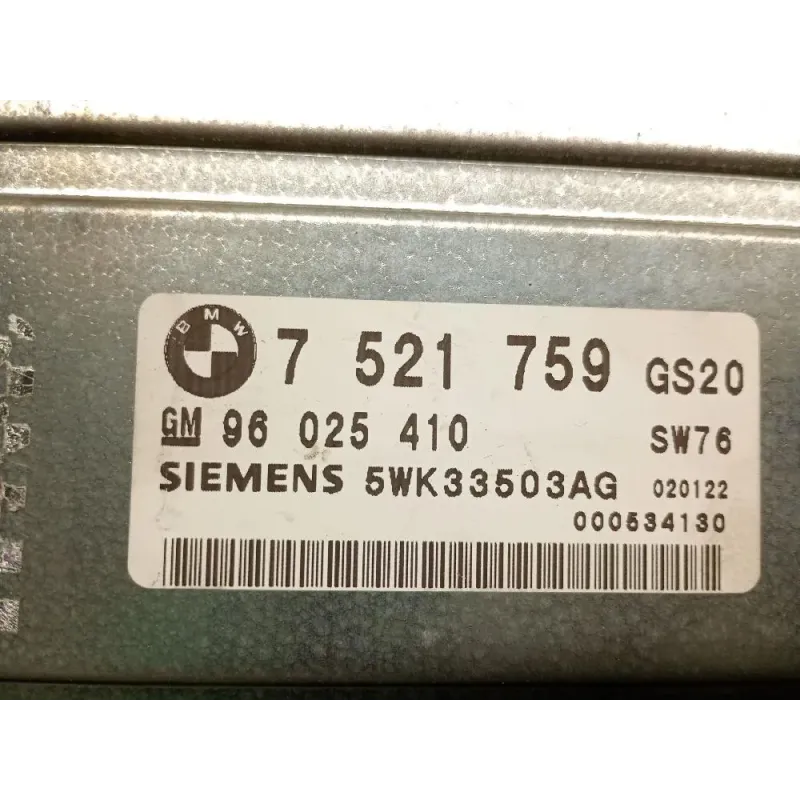 BMW 7 521 759 GS20
GM 96 025 410 SW76
SIEMENS 5WK33503AG 020122
000534130